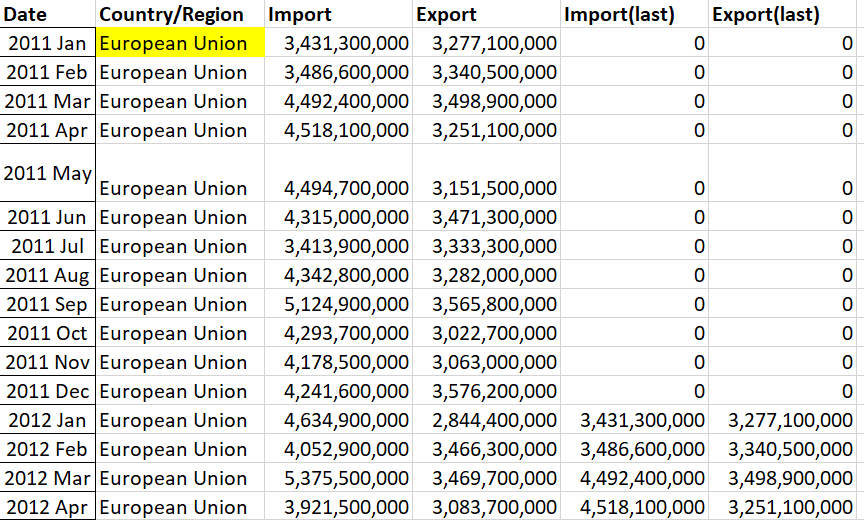 Date Country/Region Import Export Import(last) Export(last)
2011 Jan European Union 3,431,300,000 3,277,100,000 0 0
2011 Feb European Union 3,486,600,000 3,340,500,000 0 0
2011 Mar European Union 4,492,400,000 3,498,900,000 0 0
2011 Apr European Union 4,518,100,000 3,251,100,000 0 0
2011 May European Union 4,494,700,000 3,151,500,000 0 0
2011 Jun European Union 4,315,000,000 3,471,300,000 0 0
2011 Jul European Union 3,413,900,000 3,333,300,000 0 0
2011 Aug European Union 4,342,800,000 3,282,000,000 0 0
2011 Sep European Union 5,124,900,000 3,565,800,000 0 0
2011 Oct European Union 4,293,700,000 3,022,700,000 0 0
2011 Nov European Union 4,178,500,000 3,063,000,000 0 0
2011 Dec European Union 4,241,600,000 3,576,200,000 0 0
2012 Jan European Union 4,634,900,000 2,844,400,000 3,431,300,000 3,277,100,000
2012 Feb European Union 4,052,900,000 3,466,300,000 3,486,600,000 3,340,500,000
2012 Mar European Union 5,375,500,000 3,469,700,000 4,492,400,000 3,498,900,000
2012 Apr European Union 3,921,500,000 3,083,700,000 4,518,100,000 3,251,100,000